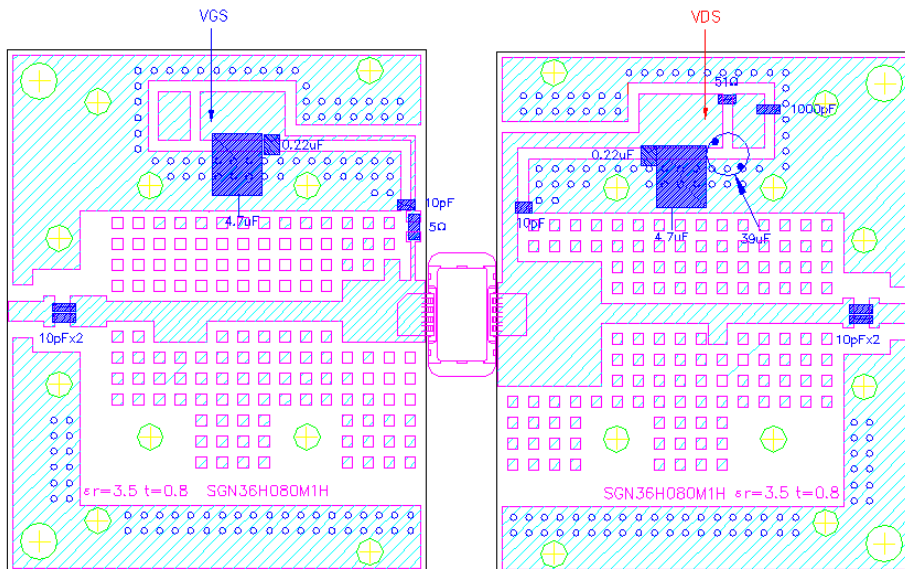 VGS
VDS
51Ω
1000pF
0.22uF
0.22uF
10pF
5Ω
4.7uF
10pF
4.7uF
39uF
10pFx2
10pFx2
εr=3.5 t=0.8 SGN36H080M1H
SGN36H080M1H εr=3.5 t=0.8